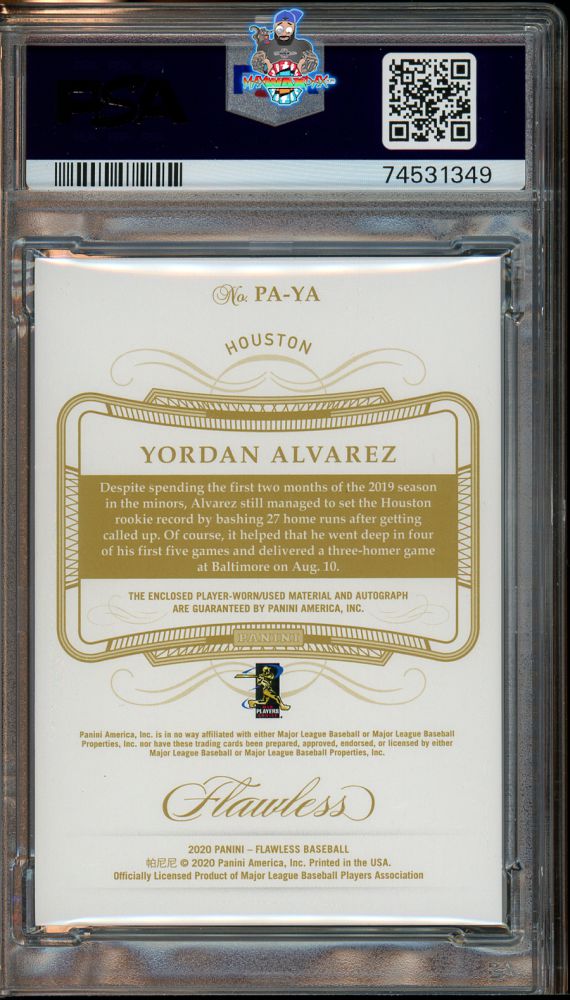 PSA
74531349
No. PA-YA
HOUSTON
YORDAN ALVAREZ
Despite spending the first two months of the 2019 season
in the minors, Alvarez still managed to set the Houston
rookie record by bashing 27 home runs after getting
called up. Of course, it helped that he went deep in four
of his first five games and delivered a three-homer game
at Baltimore on Aug. 10.
THE ENCLOSED PLAYER-WORN/USED MATERIAL AND AUTOGRAPH
ARE GUARANTEED BY PANINI AMERICA, INC.
PANINI
PLAYERS
Panini America, Inc. is in no way affiliated with either Major League Baseball or Major League Baseball
Properties, Inc. nor have these trading cards been prepared, approved, endorsed, or licensed by either
Major League Baseball or Major League Baseball Properties, Inc.
Flawless
2020 PANINI – FLAWLESS BASEBALL
帕尼尼 © 2020 Panini America, Inc. Printed in the USA.
Officially Licensed Product of Major League Baseball Players Association